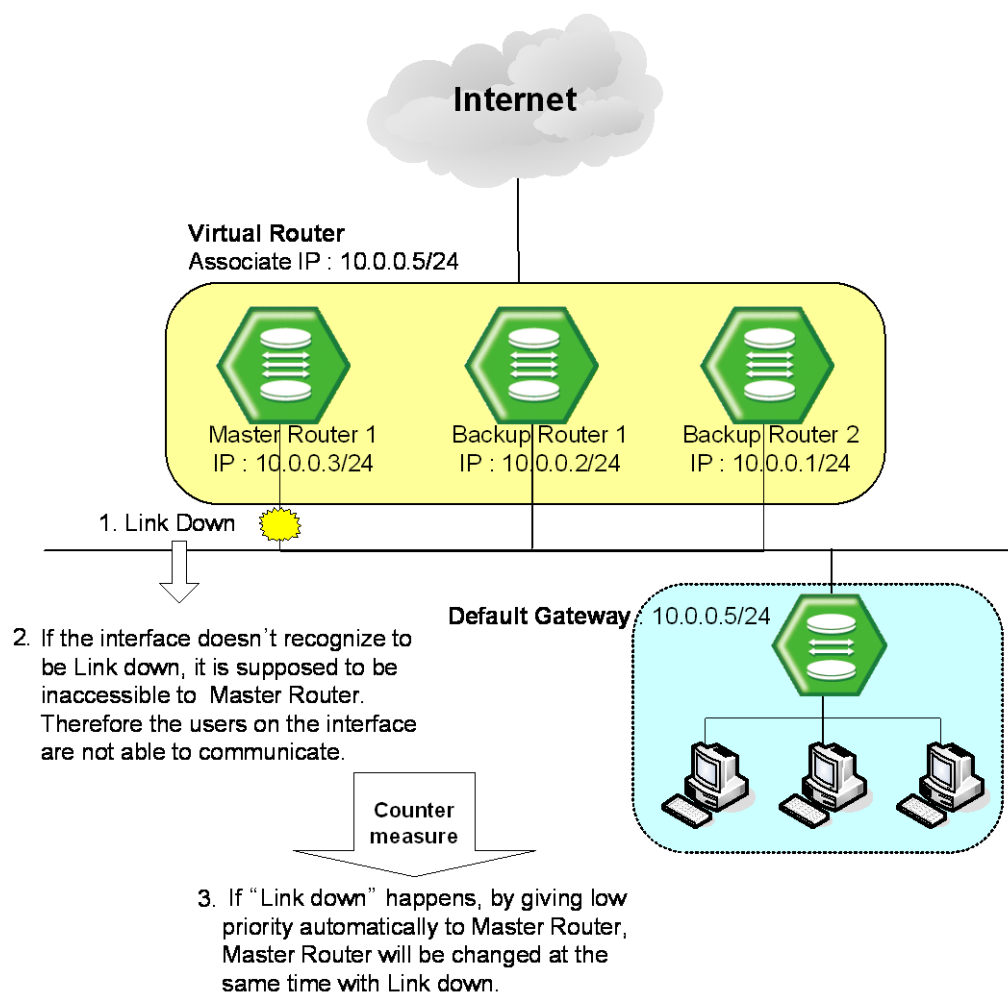 Internet
Virtual Router
Associate IP : 10.0.0.5/24
Master Router 1
IP : 10.0.0.3/24
Backup Router 1
IP : 10.0.0.2/24
Backup Router 2
IP : 10.0.0.1/24
1. Link Down
Default Gateway : 10.0.0.5/24
2. If the interface doesn’t recognize to
be Link down, it is supposed to be
inaccessible to Master Router.
Therefore the users on the interface
are not able to communicate.
Counter
measure
3. If “Link down” happens, by giving low
priority automatically to Master Router,
Master Router will be changed at the
same time with Link down.